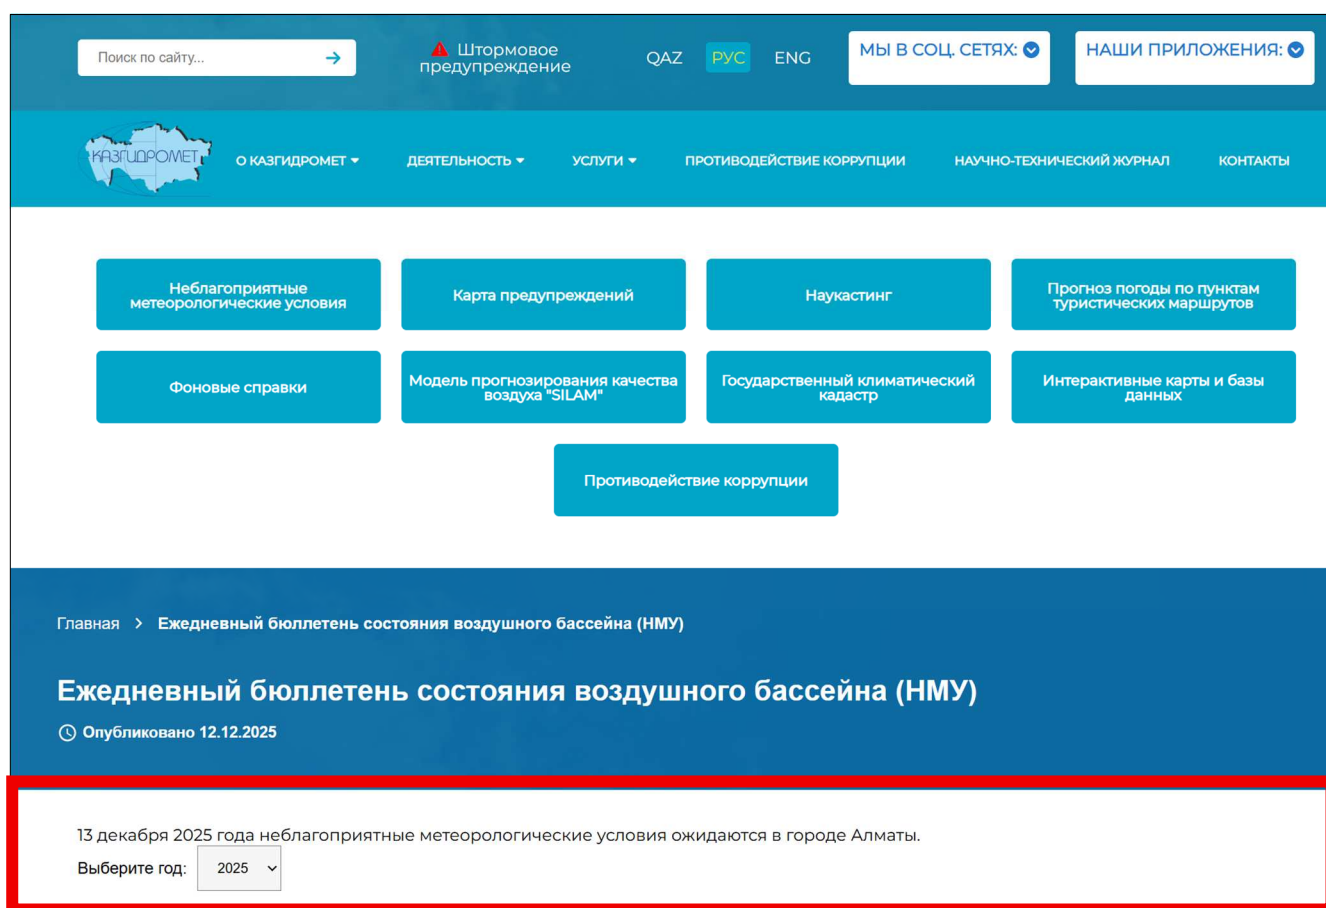 Поиск по сайту...
Штормовое
предупреждение
QAZ РУС ENG
МЫ В СОЦ. СЕТЯХ:
НАШИ ПРИЛОЖЕНИЯ:
КАЗГИДРОМЕТ
О КАЗГИДРОМЕТ
ДЕЯТЕЛЬНОСТЬ
УСЛУГИ
ПРОТИВОДЕЙСТВИЕ КОРРУПЦИИ
НАУЧНО-ТЕХНИЧЕСКИЙ ЖУРНАЛ
КОНТАКТЫ
Неблагоприятные
метеорологические условия
Карта предупреждений
Наукастинг
Прогноз погоды по пунктам
туристических маршрутов
Фоновые справки
Модель прогнозирования качества
воздуха "SILAM"
Государственный климатический
кадастр
Интерактивные карты и базы
данных
Противодействие коррупции
Главная > Ежедневный бюллетень состояния воздушного бассейна (НМУ)
Ежедневный бюллетень состояния воздушного бассейна (НМУ)
Опубликовано 12.12.2025
13 декабря 2025 года неблагоприятные метеорологические условия ожидаются в городе Алматы.
Выберите год: 2025